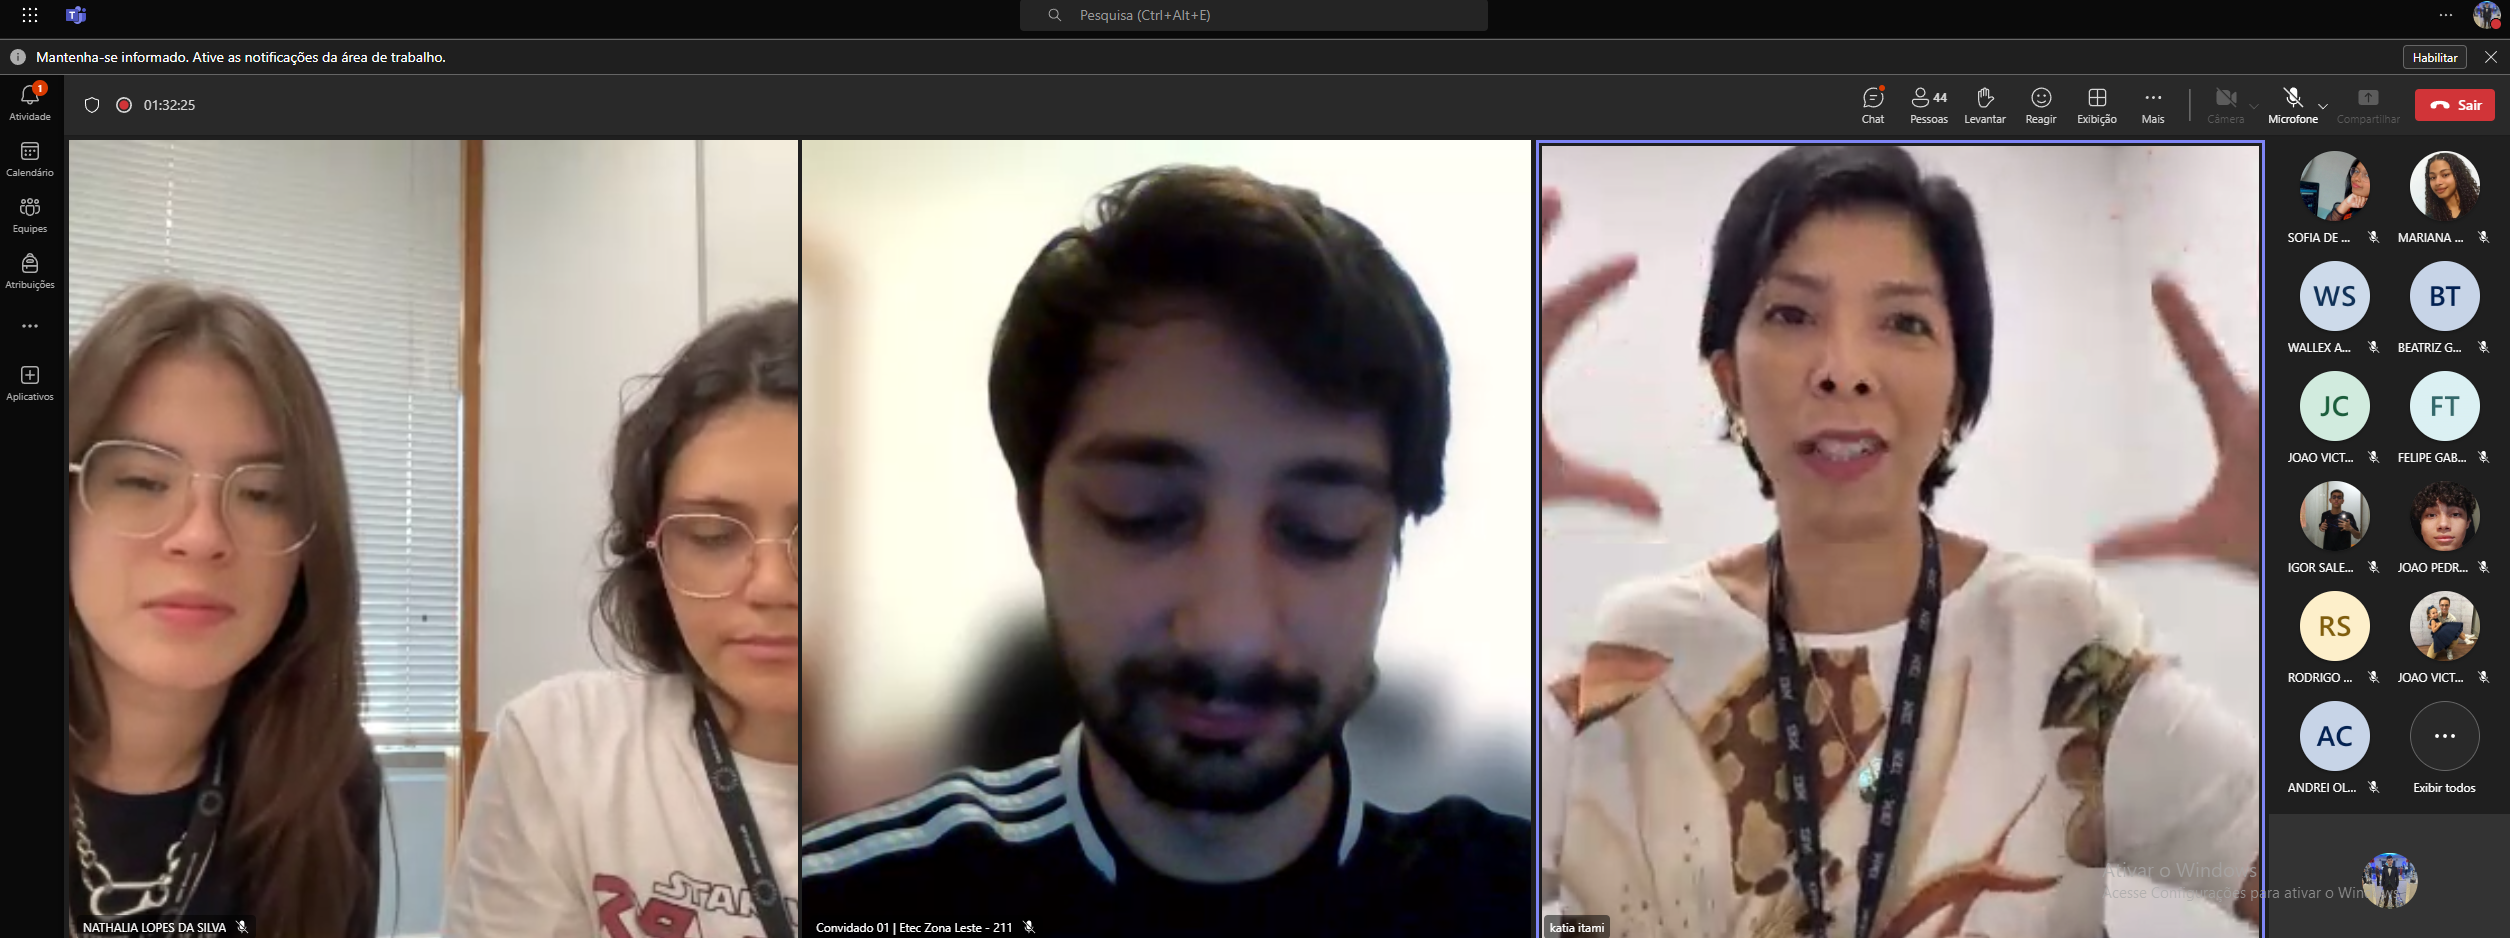 Pesquisa (Ctrl+Alt+E)
Mantenha-se informado. Ative as notificações da área de trabalho.
Habilitar
1
Atividade
Calendário
Equipes
Atribuições
Aplicativos
01:32:25
Chat
44
Pessoas
Levantar
Reagir
Exibição
Mais
Câmera
Microfone
Compartilhar
Sair
NATHALIA LOPES DA SILVA
Convidado 01 | Etec Zona Leste - 211
katia itami
SOFIA DE ...
MARIANA ...
WS
BT
WALLEX A...
BEATRIZ G...
JC
FT
JOAO VICT...
FELIPE GAB...
IGOR SALE...
JOAO PEDR...
RS
RODRIGO ...
JOAO VICT...
AC
ANDREI OL...
Exibir todos
Ativar o Windows
Acesse Configurações para ativar o Windows.